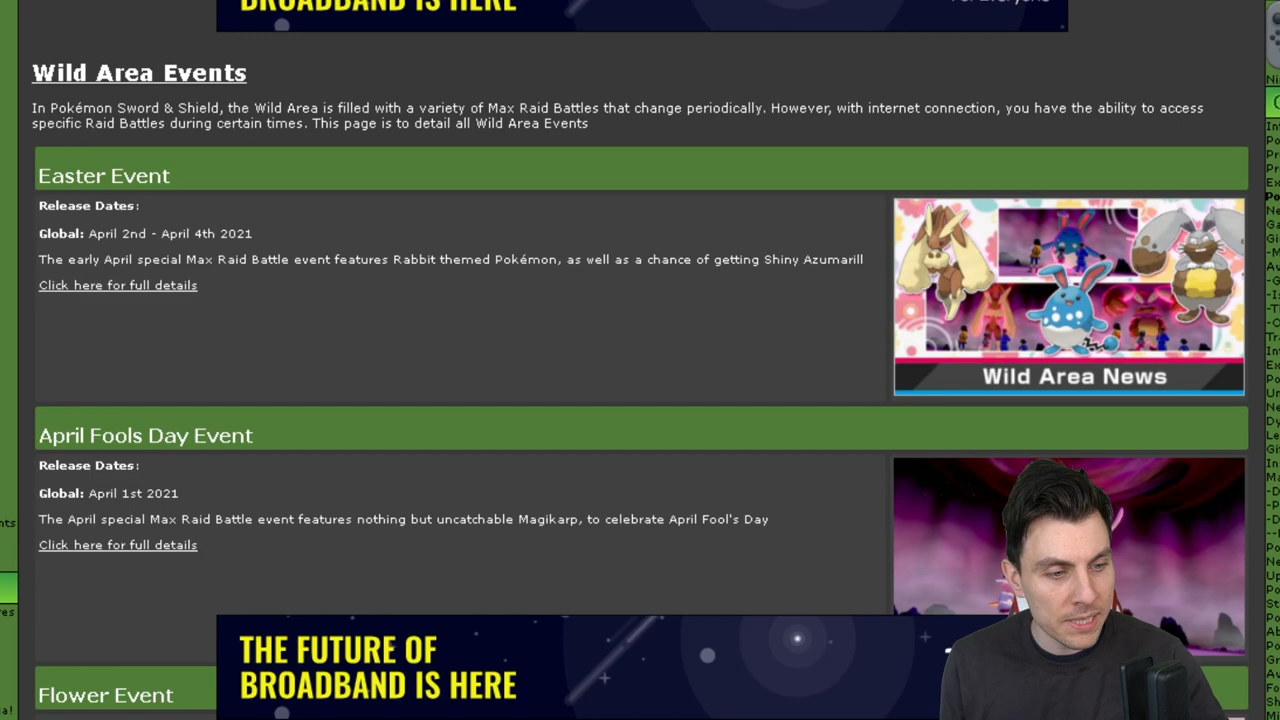 BROADBAND IS HERE
Wild Area Events
In Pokémon Sword & Shield, the Wild Area is filled with a variety of Max Raid Battles that change periodically. However, with internet connection, you have the ability to access
specific Raid Battles during certain times. This page is to detail all Wild Area Events
Easter Event
Release Dates:
Global: April 2nd - April 4th 2021
The early April special Max Raid Battle event features Rabbit themed Pokémon, as well as a chance of getting Shiny Azumarill
Click here for full details
Wild Area News
April Fools Day Event
Release Dates:
Global: April 1st 2021
The April special Max Raid Battle event features nothing but uncatchable Magikarp, to celebrate April Fool's Day
Click here for full details
THE FUTURE OF
BROADBAND IS HERE
Flower Event